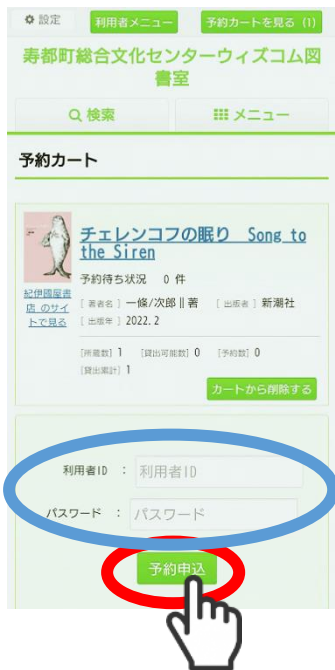 設定 利用者メニュー 予約カートを見る (1)
寿都町総合文化センターウィズコム図
書室
検索 メニュー
予約カート
チェレンコフの眠り Song to
the Siren
予約待ち状況 0 件
紀伊國屋書
店 のサイ
トで見る
[ 著者名 ] 一條/次郎∥著 [ 出版者 ] 新潮社
[ 出版年 ] 2022.2
[所蔵数] 1 [貸出可能数] 0 [予約数] 0
[貸出累計] 1
カートから削除する
利用者ID : 利用者ID
パスワード : パスワード
予約申込